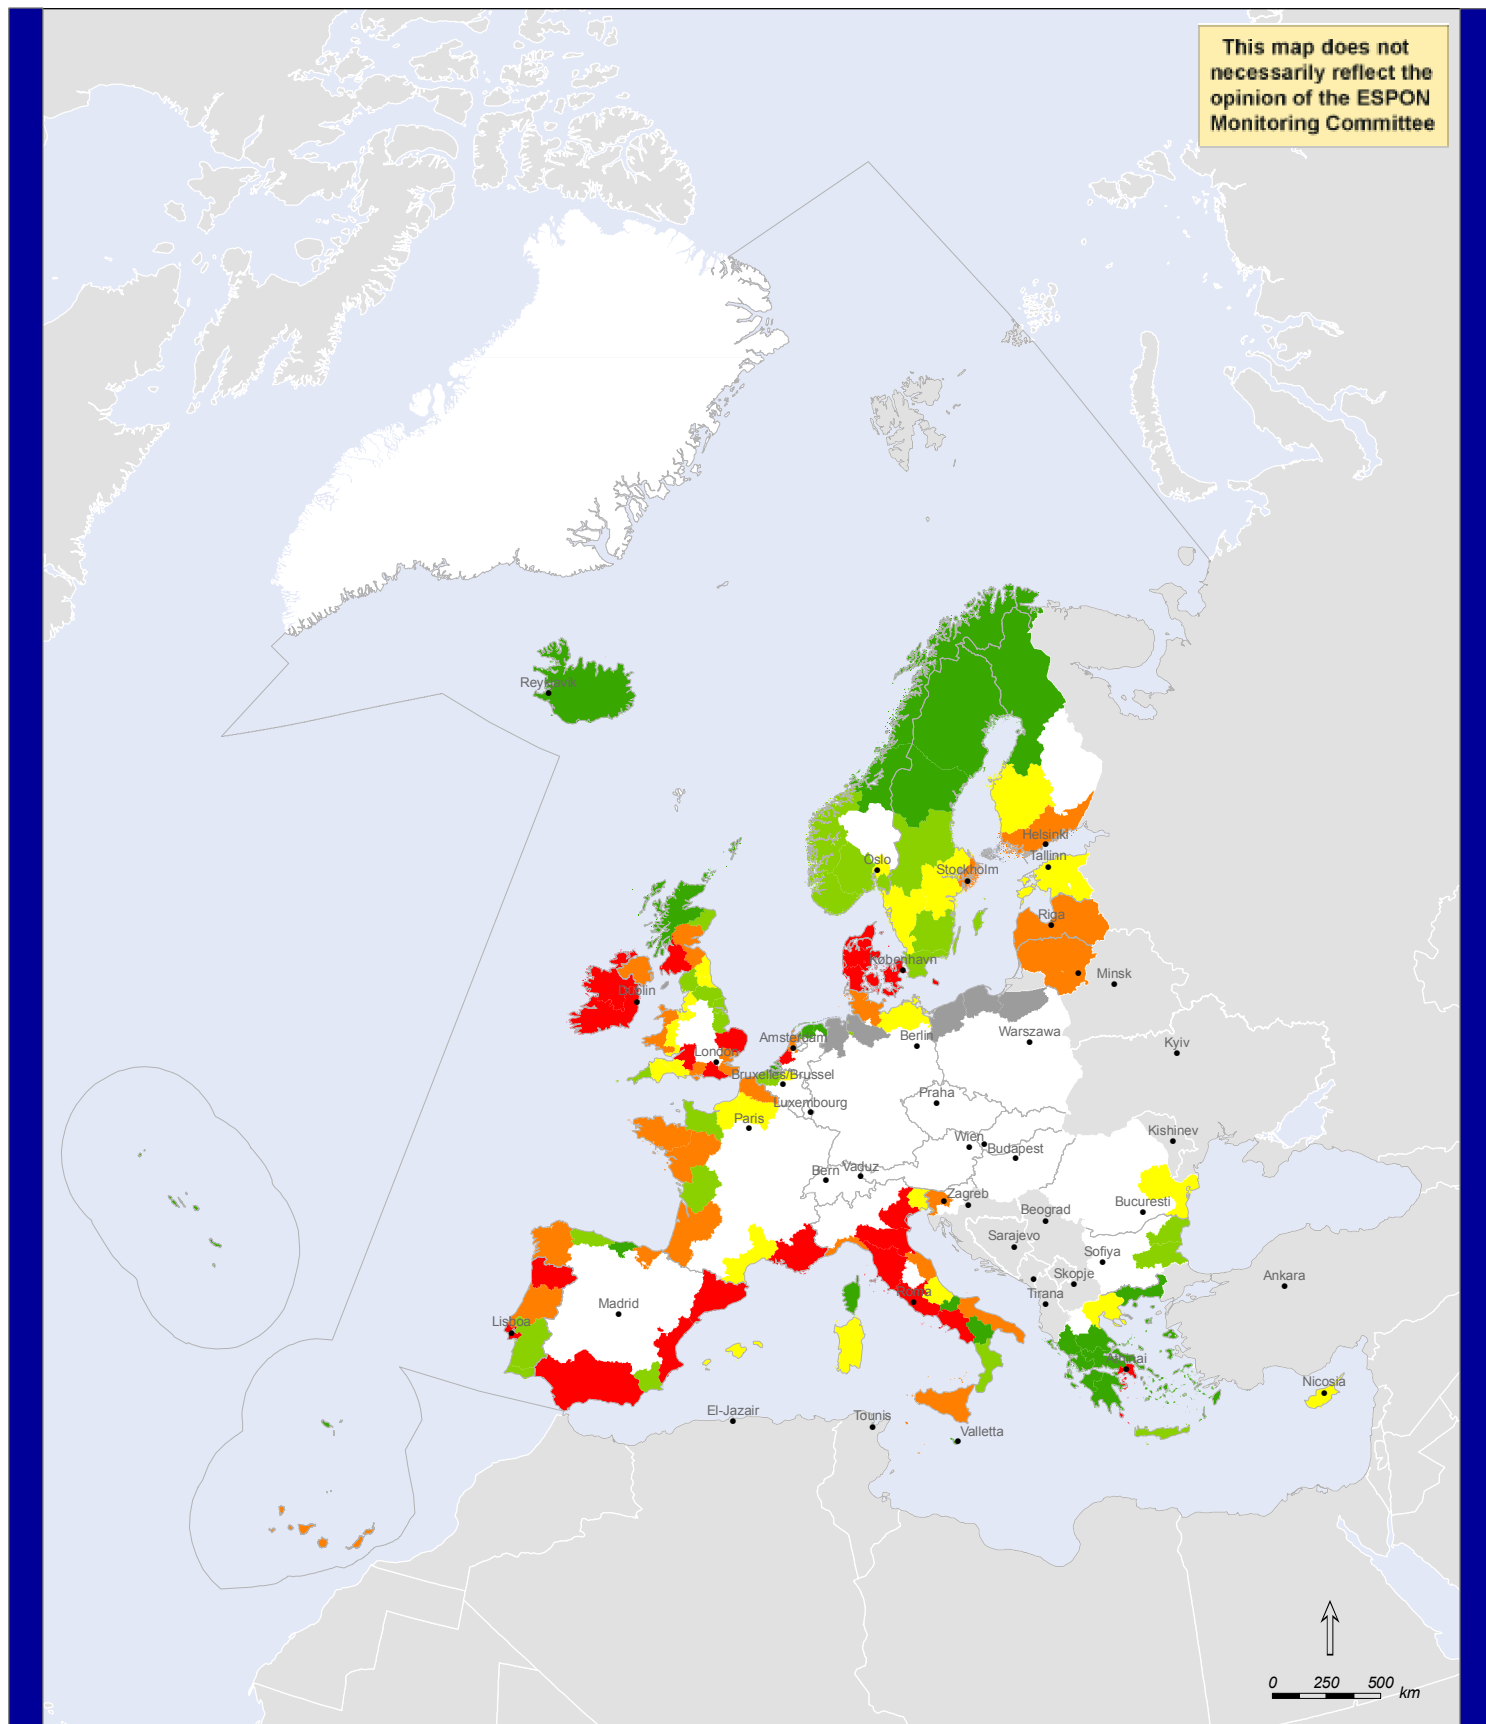 This map does not
necessarily reflect the
opinion of the ESPON
Monitoring Committee
Reykjavik
Helsinki
Oslo
Tallinn
Stockholm
Riga
København
Minsk
Dublin
Amsterdam
Warszawa
Berlin
London
Kyiv
Bruxelles/Brussel
Praha
Luxembourg
Paris
Kishinev
Wien
Budapest
Bern
Vaduz
Zagreb
Bucuresti
Beograd
Sarajevo
Sofiya
Skopje
Ankara
Tirana
Roma
Madrid
Lisboa
Athinai
Nicosia
El-Jazair
Tounis
Valletta
0 250 500
km